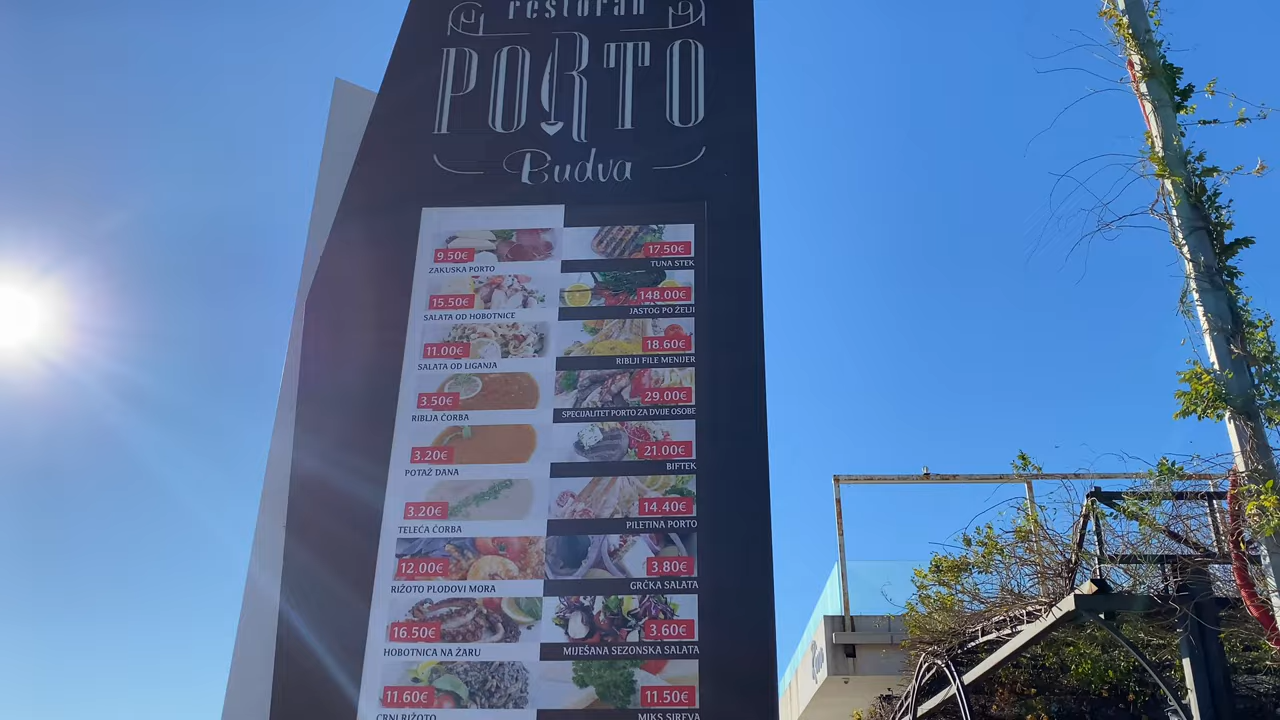 restoran
PORTO
Budva
9.50€
ZAKUSKA PORTO
15.50€
SALATA OD HOBOTNICE
11.00€
SALATA OD LIGANJA
3.50€
RIBLJA ČORBA
3.20€
POTAŽ DANA
3.20€
TELEĆA ČORBA
12.00€
RIŽOTO PLODOVI MORA
16.50€
HOBOTNICA NA ŽARU
11.60€
CRNI RIŽOTO
17.50€
TUNA STEK
148.00€
JASTOG PO ŽELJI
18.60€
RIBLJI FILE MENIJER
29.00€
SPECIJALITET PORTO ZA DVIJE OSOBE
21.00€
BIFTEK
14.40€
PILETINA PORTO
3.80€
GRČKA SALATA
3.60€
MIJEŠANA SEZONSKA SALATA
11.50€
MIKS SIREVA